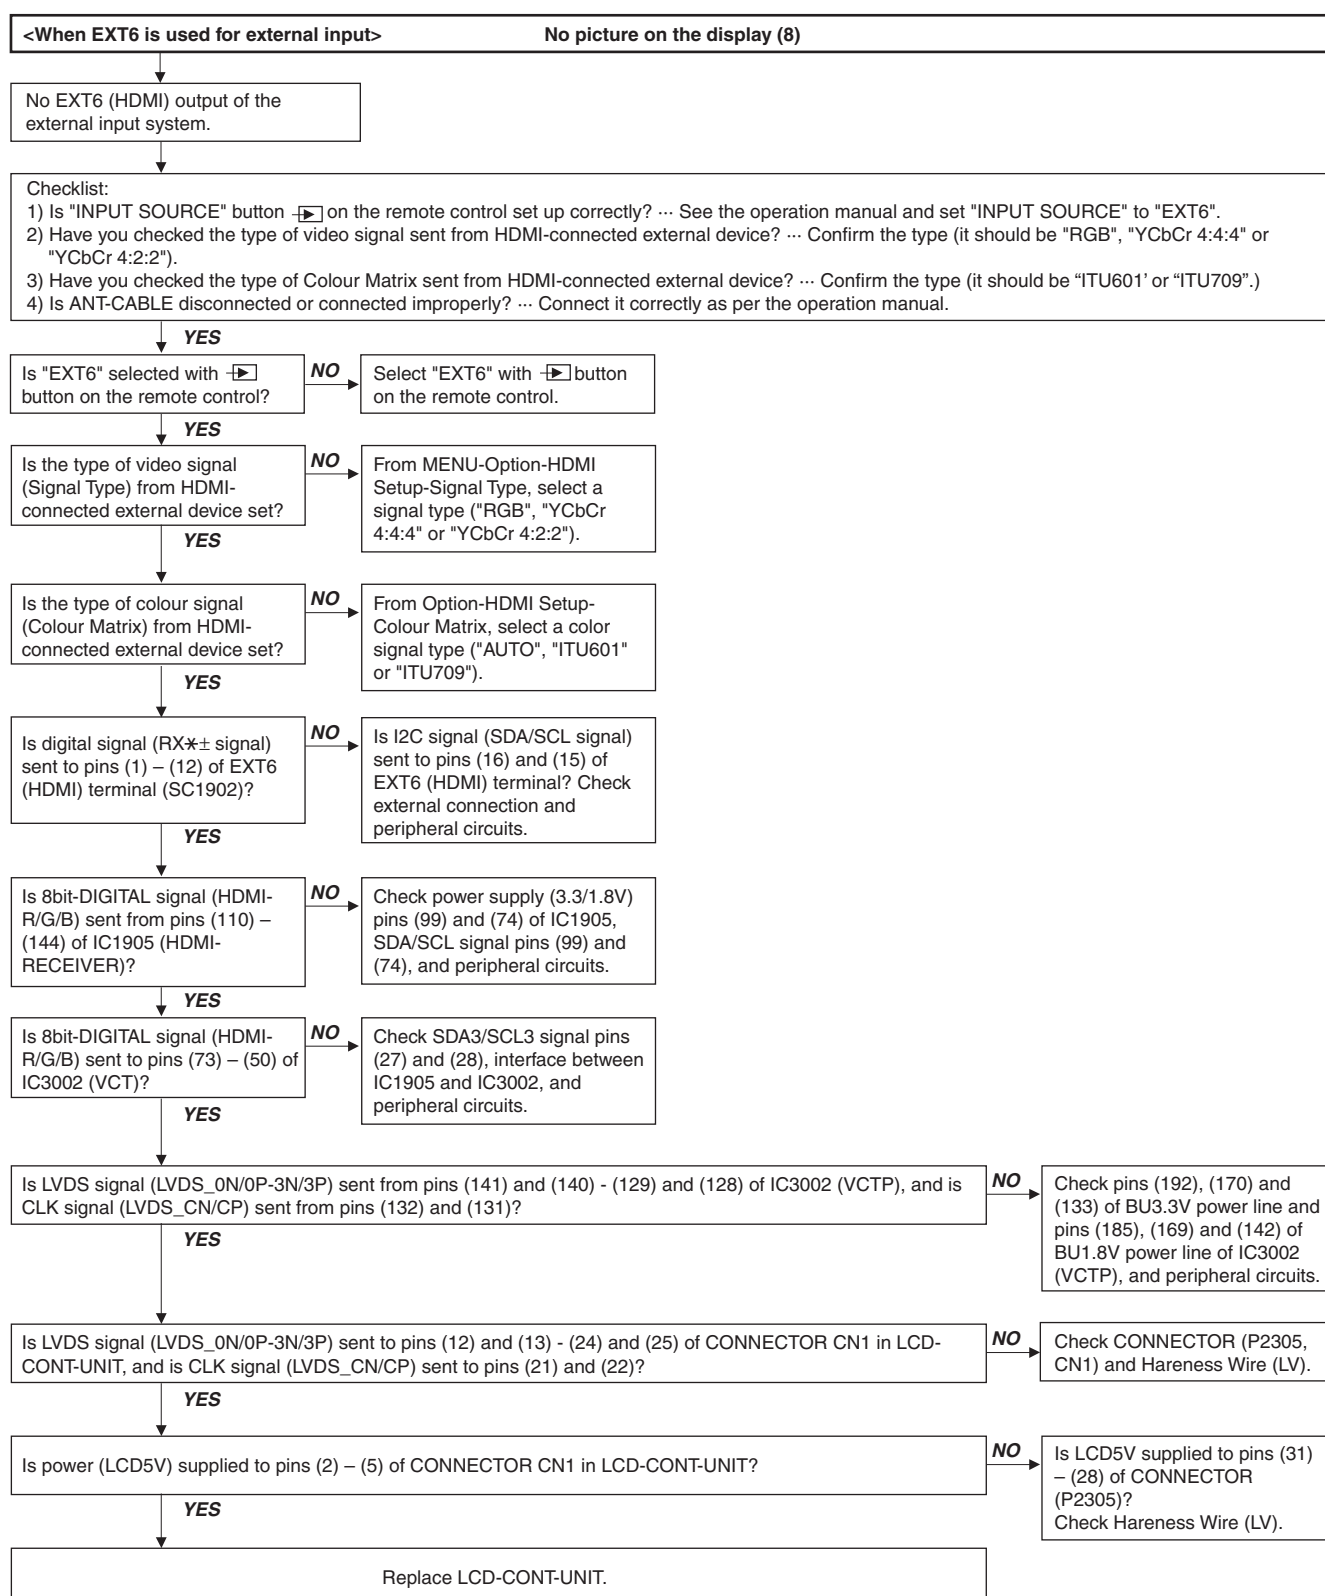 <When EXT6 is used for external input> No picture on the display (8)
No EXT6 (HDMI) output of the
external input system.
Checklist:
1) Is "INPUT SOURCE" button on the remote control set up correctly? ··· See the operation manual and set "INPUT SOURCE" to "EXT6".
2) Have you checked the type of video signal sent from HDMI-connected external device? ··· Confirm the type (it should be "RGB", "YCbCr 4:4:4" or
"YCbCr 4:2:2").
3) Have you checked the type of Colour Matrix sent from HDMI-connected external device? ··· Confirm the type (it should be “ITU601’ or “ITU709”.)
4) Is ANT-CABLE disconnected or connected improperly? ··· Connect it correctly as per the operation manual.
YES
Is "EXT6" selected with
button on the remote control?
NO
Select "EXT6" with button
on the remote control.
YES
Is the type of video signal
(Signal Type) from HDMI-
connected external device set?
NO
From MENU-Option-HDMI
Setup-Signal Type, select a
signal type ("RGB", "YCbCr
4:4:4" or "YCbCr 4:2:2").
YES
Is the type of colour signal
(Colour Matrix) from HDMI-
connected external device set?
NO
From Option-HDMI Setup-
Colour Matrix, select a color
signal type ("AUTO", "ITU601"
or "ITU709").
YES
Is digital signal (RX*± signal)
sent to pins (1) – (12) of EXT6
(HDMI) terminal (SC1902)?
NO
Is I2C signal (SDA/SCL signal)
sent to pins (16) and (15) of
EXT6 (HDMI) terminal? Check
external connection and
peripheral circuits.
YES
Is 8bit-DIGITAL signal (HDMI-
R/G/B) sent from pins (110) –
(144) of IC1905 (HDMI-
RECEIVER)?
NO
Check power supply (3.3/1.8V)
pins (99) and (74) of IC1905,
SDA/SCL signal pins (99) and
(74), and peripheral circuits.
YES
Is 8bit-DIGITAL signal (HDMI-
R/G/B) sent to pins (73) – (50) of
IC3002 (VCT)?
NO
Check SDA3/SCL3 signal pins
(27) and (28), interface between
IC1905 and IC3002, and
peripheral circuits.
YES
Is LVDS signal (LVDS_0N/0P-3N/3P) sent from pins (141) and (140) - (129) and (128) of IC3002 (VCTP), and is
CLK signal (LVDS_CN/CP) sent from pins (132) and (131)?
NO
Check pins (192), (170) and
(133) of BU3.3V power line and
pins (185), (169) and (142) of
BU1.8V power line of IC3002
(VCTP), and peripheral circuits.
YES
Is LVDS signal (LVDS_0N/0P-3N/3P) sent to pins (12) and (13) - (24) and (25) of CONNECTOR CN1 in LCD-
CONT-UNIT, and is CLK signal (LVDS_CN/CP) sent to pins (21) and (22)?
NO
Check CONNECTOR (P2305,
CN1) and Hareness Wire (LV).
YES
Is power (LCD5V) supplied to pins (2) – (5) of CONNECTOR CN1 in LCD-CONT-UNIT?
NO
Is LCD5V supplied to pins (31)
– (28) of CONNECTOR
(P2305)?
Check Hareness Wire (LV).
YES
Replace LCD-CONT-UNIT.